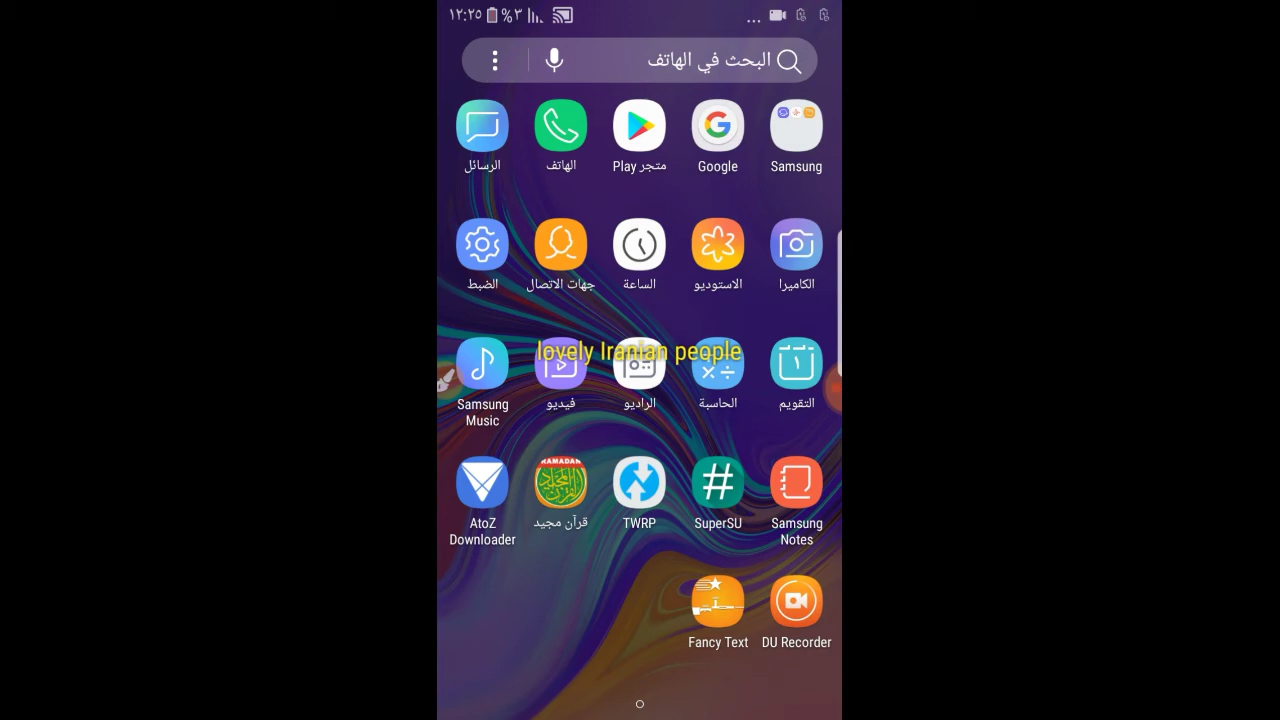 ١٢:٢٥ %٣ ...
البحث في الهاتف
Samsung
Google
متجر Play
الهاتف
الرسائل
الكاميرا
الاستوديو
الساعة
جهات الاتصال
الضبط
lovely Iranian people
التقويم
الحاسبة
الراديو
فيديو
Samsung
Music
RAMADAN
Samsung
Notes
SuperSU
TWRP
قرآن مجيد
AtoZ
Downloader
Fancy Text
DU Recorder